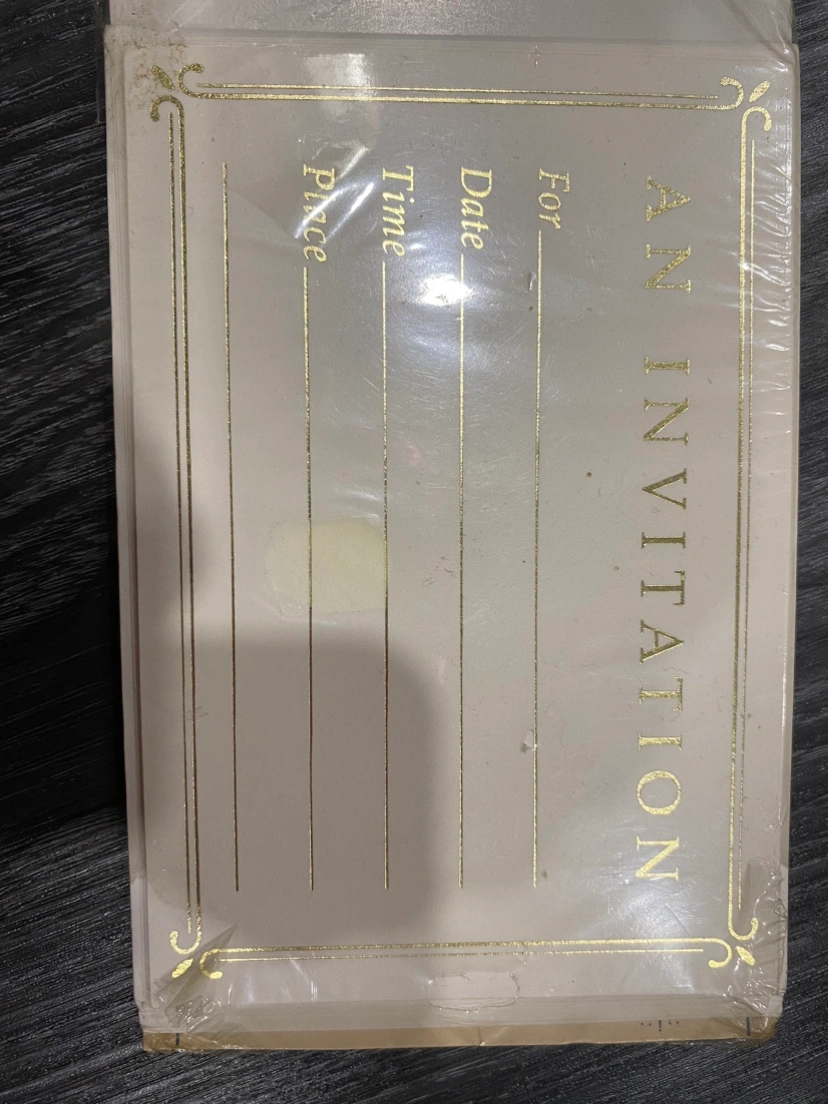 AN INVITATION
For
Date
Time
Place